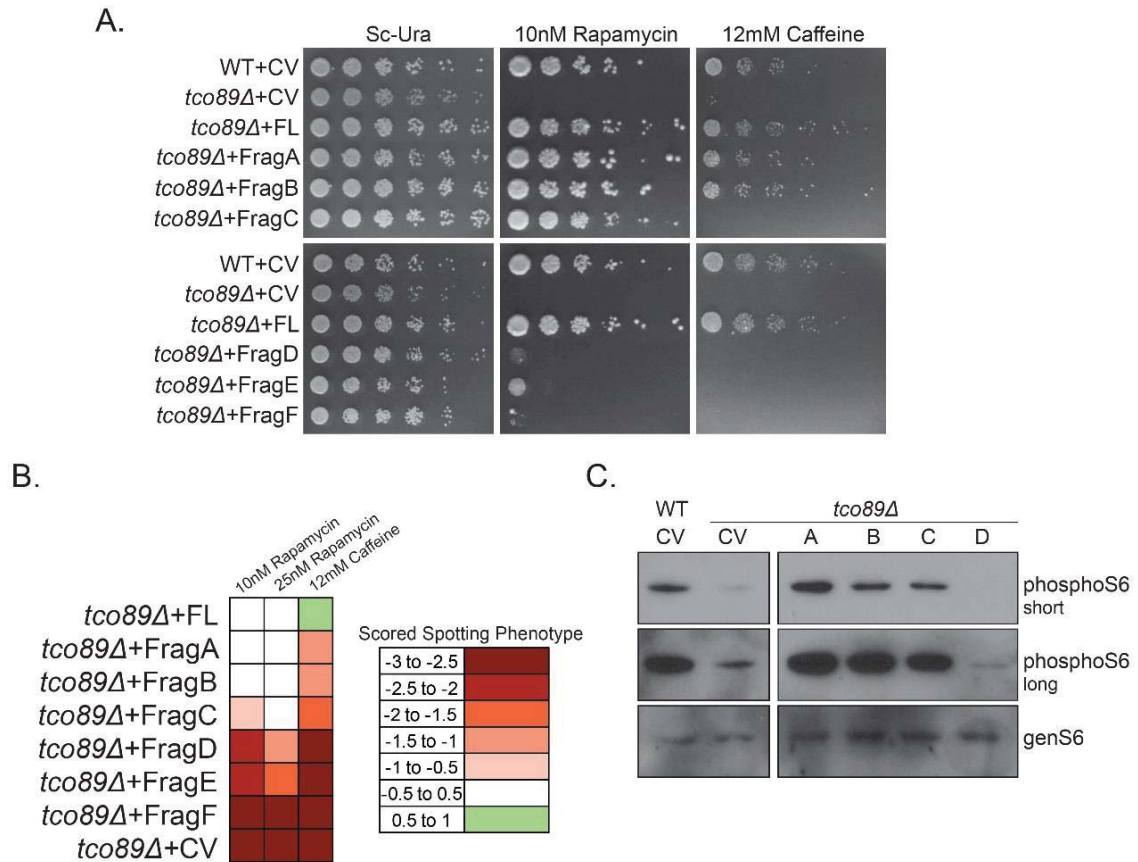 A.
Sc-Ura 10nM Rapamycin 12mM Caffeine
WT+CV
tco89Δ+CV
tco89Δ+FL
tco89Δ+FragA
tco89Δ+FragB
tco89Δ+FragC
WT+CV
tco89Δ+CV
tco89Δ+FL
tco89Δ+FragD
tco89Δ+FragE
tco89Δ+FragF
B.
10nM Rapamycin
25nM Rapamycin
12mM Caffeine
tco89Δ+FL
tco89Δ+FragA
tco89Δ+FragB
tco89Δ+FragC
tco89Δ+FragD
tco89Δ+FragE
tco89Δ+FragF
tco89Δ+CV
Scored Spotting Phenotype
-3 to -2.5
-2.5 to -2
-2 to -1.5
-1.5 to -1
-1 to -0.5
-0.5 to 0.5
0.5 to 1
C.
WT tco89Δ
CV CV A B C D
phosphoS6
short
phosphoS6
long
genS6